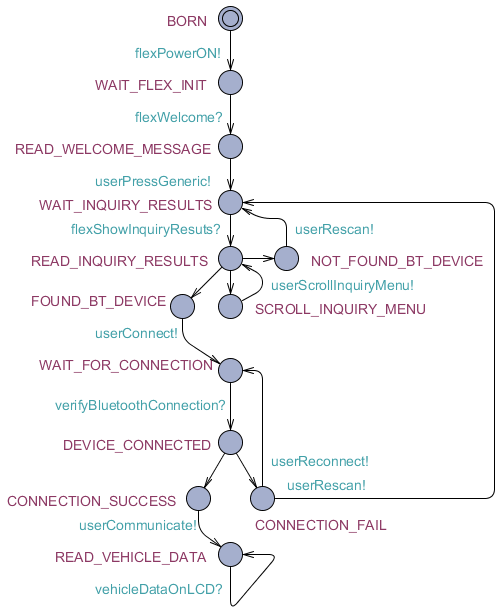 BORN
flexPowerON!
WAIT_FLEX_INIT
flexWelcome?
READ_WELCOME_MESSAGE
userPressGeneric!
WAIT_INQUIRY_RESULTS
flexShowInquiryResuts?
userRescan!
READ_INQUIRY_RESULTS
NOT_FOUND_BT_DEVICE
userScrollInquiryMenu!
FOUND_BT_DEVICE
SCROLL_INQUIRY_MENU
userConnect!
WAIT_FOR_CONNECTION
verifyBluetoothConnection?
DEVICE_CONNECTED
userReconnect!
userRescan!
CONNECTION_SUCCESS
userCommunicate!
CONNECTION_FAIL
READ_VEHICLE_DATA
vehicleDataOnLCD?